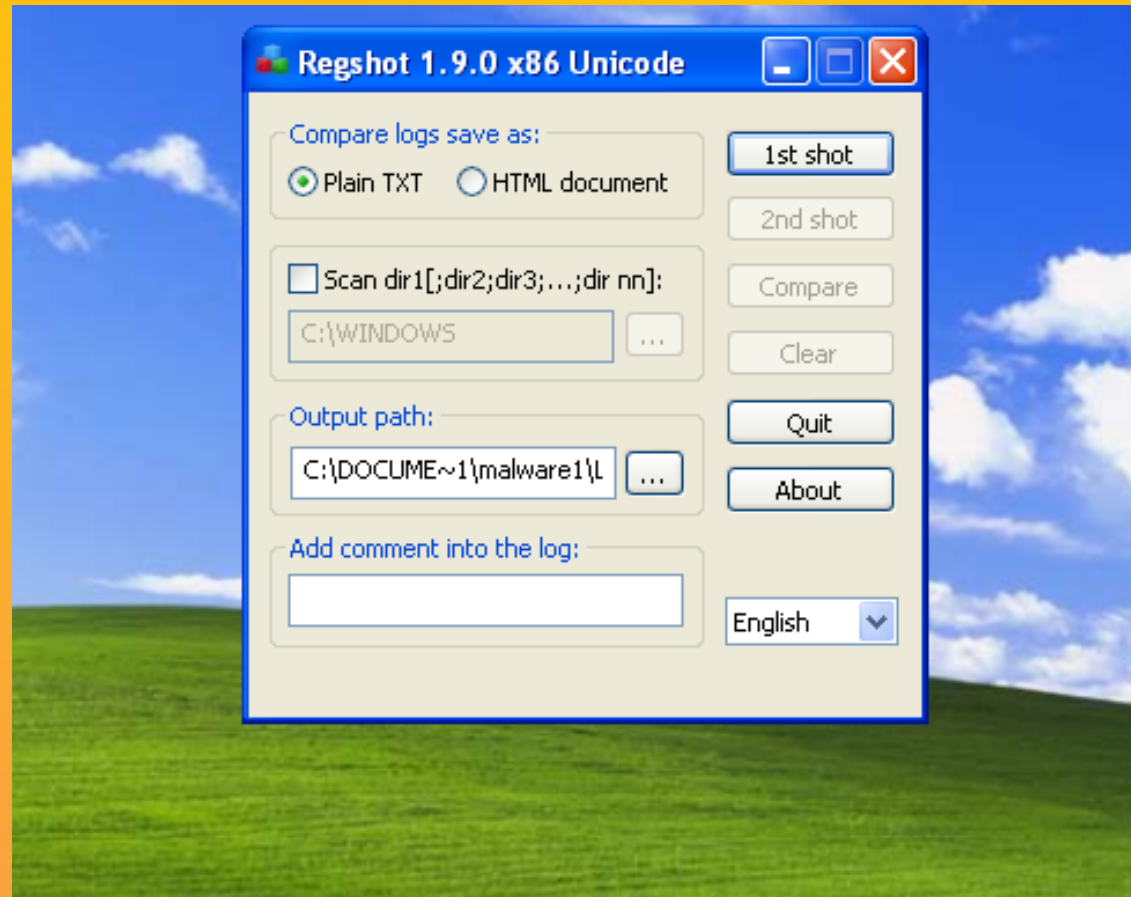 Regshot 1.9.0 x86 Unicode
Compare logs save as:
Plain TXT HTML document
1st shot
2nd shot
Scan dir1[;dir2;dir3;...;dir nn]:
C:\WINDOWS ...
Compare
Clear
Output path:
C:\DOCUME~1\malware1\L ...
Quit
About
Add comment into the log:
English